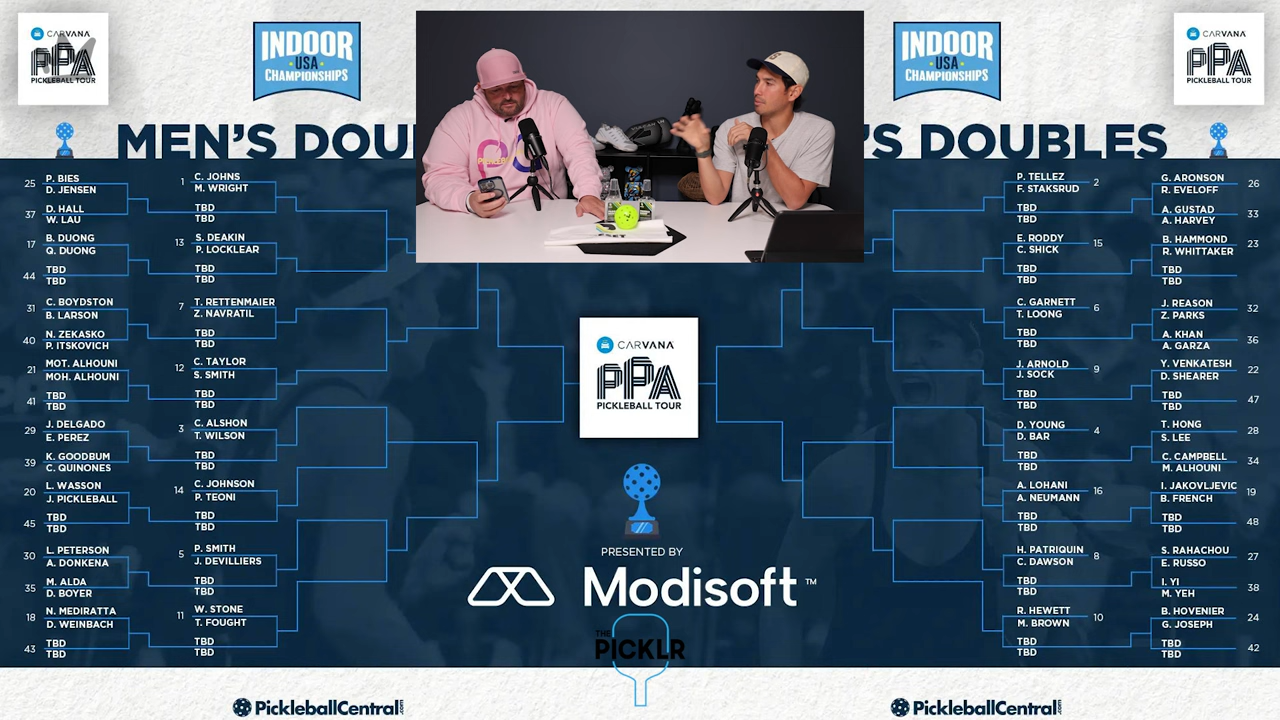 CARVANA
PPA
PICKLEBALL TOUR
INDOOR
USA
CHAMPIONSHIPS
INDOOR
USA
CHAMPIONSHIPS
CARVANA
PPA
PICKLEBALL TOUR
MEN'S DOU
'S DOUBLES
25
P. BIES
D. JENSEN
37
D. HALL
W. LAU
17
B. DUONG
Q. DUONG
44
TBD
TBD
31
C. BOYDSTON
B. LARSON
40
N. ZEKASKO
P. ITSKOVICH
21
MOT. ALHOUNI
MOH. ALHOUNI
41
TBD
TBD
29
J. DELGADO
E. PEREZ
39
K. GOODBUM
C. QUINONES
20
L. WASSON
J. PICKLEBALL
45
TBD
TBD
30
L. PETERSON
A. DONKENA
35
M. ALDA
D. BOYER
18
N. MEDIRATTA
D. WEINBACH
43
TBD
TBD
1
C. JOHNS
M. WRIGHT
TBD
TBD
13
S. DEAKIN
P. LOCKLEAR
TBD
TBD
7
T. RETTENMAIER
Z. NAVRATIL
TBD
TBD
12
C. TAYLOR
S. SMITH
TBD
TBD
3
C. ALSHON
T. WILSON
TBD
TBD
14
C. JOHNSON
P. TEONI
TBD
TBD
5
P. SMITH
J. DEVILLIERS
TBD
TBD
11
W. STONE
T. FOUGHT
TBD
TBD
CARVANA
PPA
PICKLEBALL TOUR
PRESENTED BY
Modisoft™
THE
PICKLR
P. TELLEZ
F. STAKSRUD
2
TBD
TBD
E. RODDY
C. SHICK
15
TBD
TBD
C. GARNETT
T. LOONG
6
TBD
TBD
J. ARNOLD
J. SOCK
9
TBD
TBD
D. YOUNG
D. BAR
4
TBD
TBD
A. LOHANI
A. NEUMANN
16
TBD
TBD
H. PATRIQUIN
C. DAWSON
8
TBD
TBD
R. HEWETT
M. BROWN
10
TBD
TBD
G. ARONSON
R. EVELOFF
26
A. GUSTAD
A. HARVEY
33
B. HAMMOND
R. WHITTAKER
23
TBD
TBD
J. REASON
Z. PARKS
32
A. KHAN
A. GARZA
36
Y. VENKATESH
D. SHEARER
22
TBD
TBD
47
T. HONG
S. LEE
28
C. CAMPBELL
M. ALHOUNI
34
I. JAKOVLJEVIC
B. FRENCH
19
TBD
TBD
48
S. RAHACHOU
E. RUSSO
27
I. YI
M. YEH
38
B. HOVENIER
G. JOSEPH
24
TBD
TBD
42
PickleballCentral.com
PickleballCentral.com